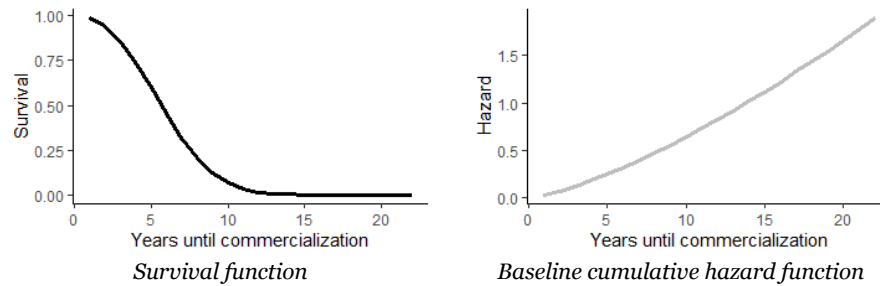 1.00
0.75
0.50
0.25
0.00
Survival
0 5 10 15 20
Years until commercialization
Survival function
1.5
1.0
0.5
0.0
Hazard
0 5 10 15 20
Years until commercialization
Baseline cumulative hazard function